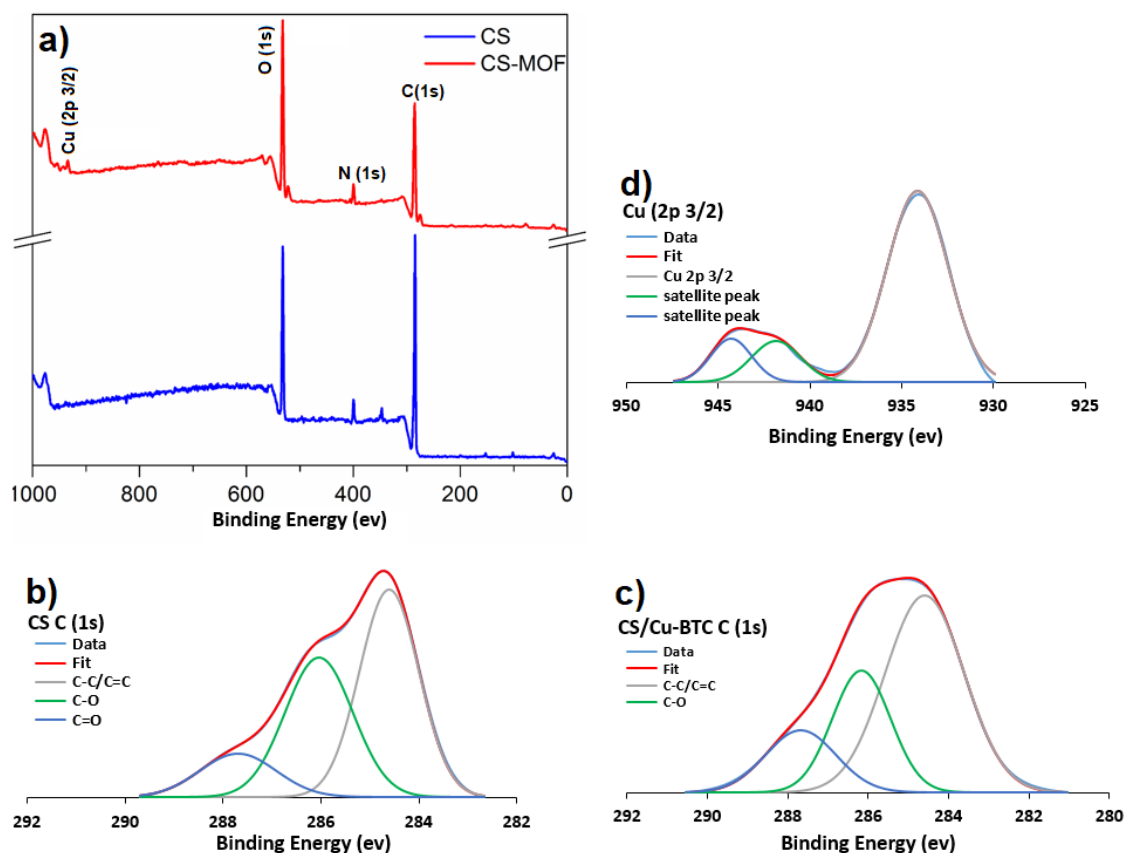 a)
CS
CS-MOF
Cu (2p 3/2)
O (1s)
N (1s)
C(1s)
1000 800 600 400 200 0
Binding Energy (ev)
d)
Cu (2p 3/2)
Data
Fit
Cu 2p 3/2
satellite peak
satellite peak
950 945 940 935 930 925
Binding Energy (ev)
b)
CS C (1s)
Data
Fit
C-C/C=C
C-O
C=O
292 290 288 286 284 282
Binding Energy (ev)
c)
CS/Cu-BTC C (1s)
Data
Fit
C-C/C=C
C-O
292 290 288 286 284 282 280
Binding Energy (ev)